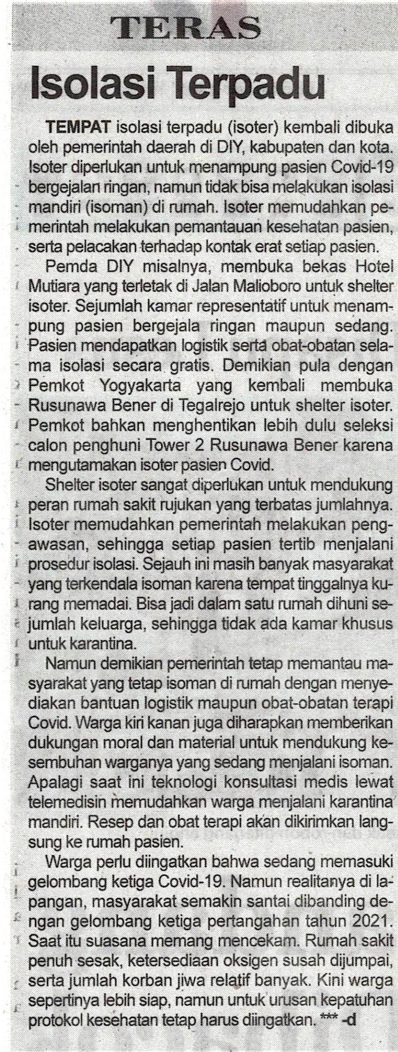 TERAS
Isolasi Terpadu
TEMPAT isolasi terpadu (isoter) kembali dibuka
oleh pemerintah daerah di DIY, kabupaten dan kota.
Isoter diperlukan untuk menampung pasien Covid-19
bergejalan ringan, namun tidak bisa melakukan isolasi
mandiri (isoman) di rumah. Isoter memudahkan pe-
merintah melakukan pemantauan kesehatan pasien,
serta pelacakan terhadap kontak erat setiap pasien.
Pemda DIY misalnya, membuka bekas Hotel
Mutiara yang terletak di Jalan Malioboro untuk shelter
isoter. Sejumlah kamar representatif untuk menam-
pung pasien bergejala ringan maupun sedang.
Pasien mendapatkan logistik serta obat-obatan sela-
ma isolasi secara gratis. Demikian pula dengan
Pemkot Yogyakarta yang kembali membuka
Rusunawa Bener di Tegalrejo untuk shelter isoter.
Pemkot bahkan menghentikan lebih dulu seleksi
calon penghuni Tower 2 Rusunawa Bener karena
mengutamakan isoter pasien Covid.
Shelter isoter sangat diperlukan untuk mendukung
peran rumah sakit rujukan yang terbatas jumlahnya.
Isoter memudahkan pemerintah melakukan peng-
awasan, sehingga setiap pasien tertib menjalani
prosedur isolasi. Sejauh ini masih banyak masyarakat
yang terkendala isoman karena tempat tinggalnya ku-
rang memadai. Bisa jadi dalam satu rumah dihuni se-
jumlah keluarga, sehingga tidak ada kamar khusus
untuk karantina.
Namun demikian pemerintah tetap memantau ma-
syarakat yang tetap isoman di rumah dengan menye-
diakan bantuan logistik maupun obat-obatan terapi
Covid. Warga kiri kanan juga diharapkan memberikan
dukungan moral dan material untuk mendukung ke-
sembuhan warganya yang sedang menjalani isoman.
Apalagi saat ini teknologi konsultasi medis lewat
telemedisin memudahkan warga menjalani karantina
mandiri. Resep dan obat terapi akan dikirimkan lang-
sung ke rumah pasien.
Warga perlu diingatkan bahwa sedang memasuki
gelombang ketiga Covid-19. Namun realitanya di la-
pangan, masyarakat semakin santai dibanding de-
ngan gelombang ketiga pertangahan tahun 2021.
Saat itu suasana memang mencekam. Rumah sakit
penuh sesak, ketersediaan oksigen susah dijumpai,
serta jumlah korban jiwa relatif banyak. Kini warga
sepertinya lebih siap, namun untuk urusan kepatuhan
protokol kesehatan tetap harus diingatkan. *** -d